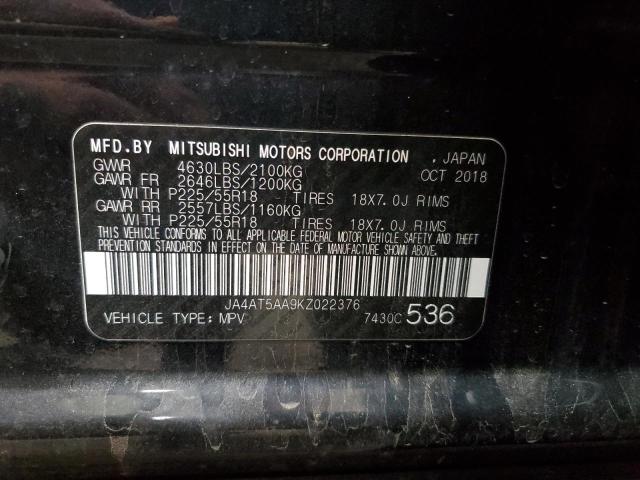 MFD.BY MITSUBISHI MOTORS CORPORATION . JAPAN
GVWR 4630LBS/2100KG OCT 2018
GAWR FR 2646LBS/1200KG
WITH P225/55R18 TIRES 18X7.0J RIMS
GAWR RR 2557LBS/1160KG
WITH P225/55R18 TIRES 18X7.0J RIMS
THIS VEHICLE CONFORMS TO ALL APPLICABLE FEDERAL MOTOR VEHICLE SAFETY AND THEFT
PREVENTION STANDARDS IN EFFECT ON THE DATE OF MANUFACTURE SHOWN ABOVE.
JA4AT5AA9KZ022376
VEHICLE TYPE: MPV 7430C 536